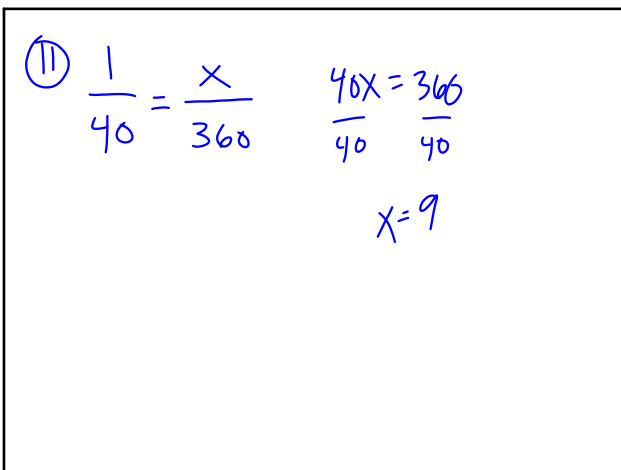 11 1/40 = x/360
40x = 360
40 40
x = 9